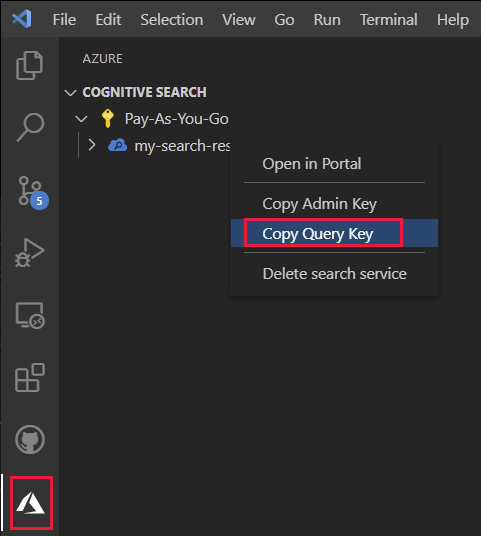 File Edit Selection View Go Run Terminal Help
AZURE
COGNITIVE SEARCH
Pay-As-You-Go
my-search-res
Open in Portal
Copy Admin Key
5
Copy Query Key
Delete search service